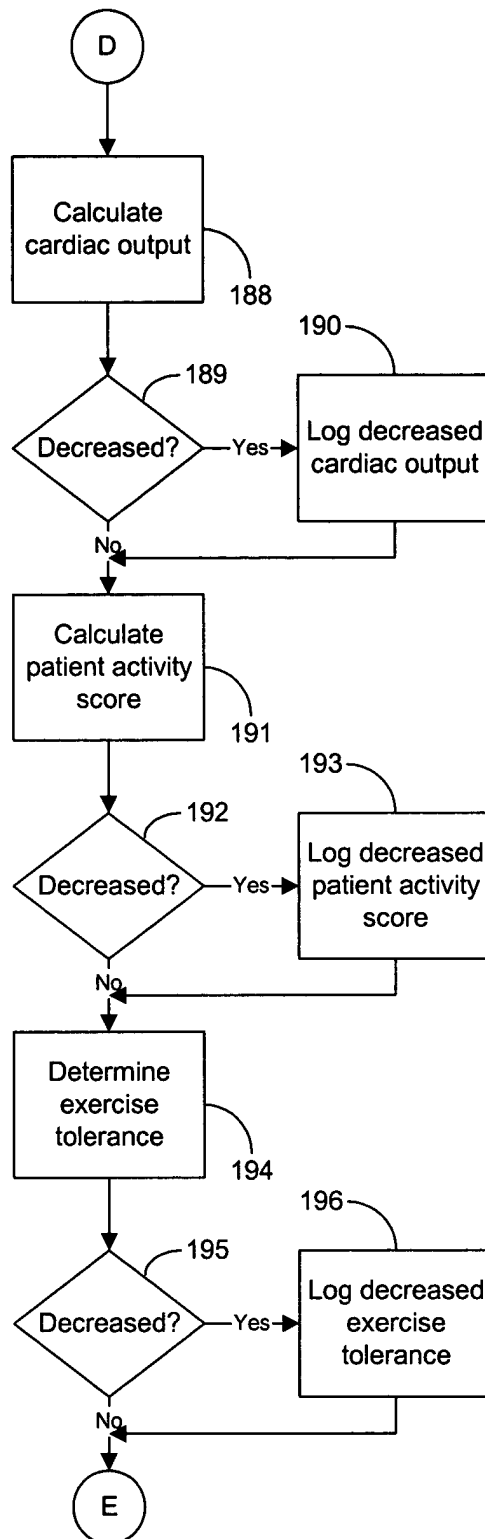 D
Calculate
cardiac output
188
190
189
Decreased?
Yes
Log decreased
cardiac output
No
Calculate
patient activity
score
191
193
192
Decreased?
Yes
Log decreased
patient activity
score
No
Determine
exercise
tolerance
194
196
195
Decreased?
Yes
Log decreased
exercise
tolerance
No
E